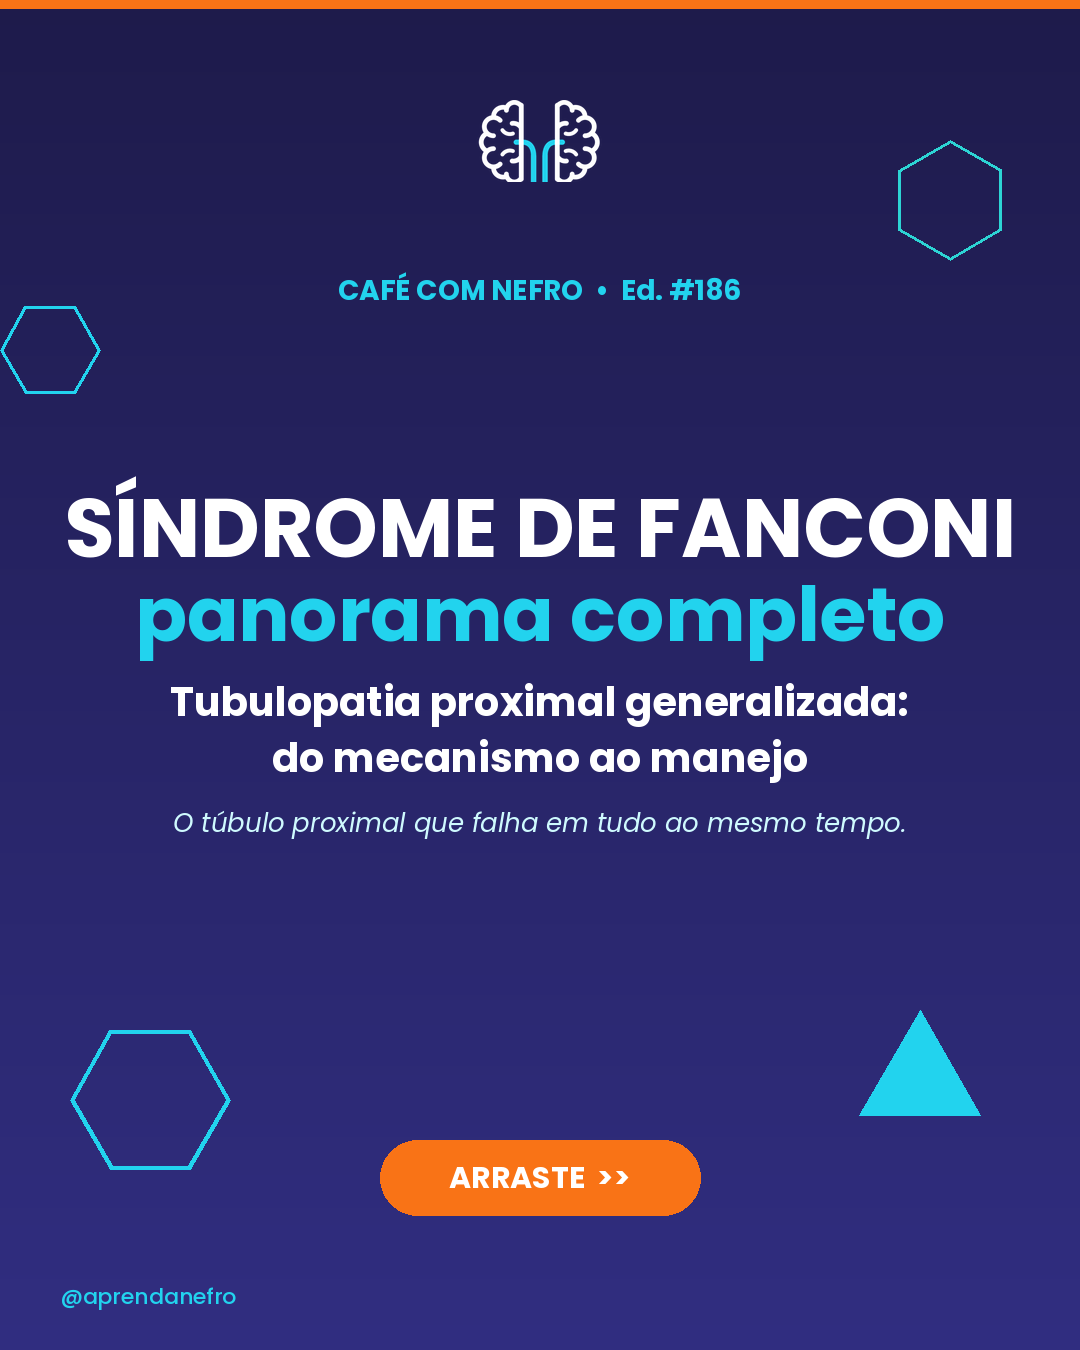 CAFÉ COM NEFRO • Ed. #186
SÍNDROME DE FANCONI
panorama completo
Tubulopatia proximal generalizada:
do mecanismo ao manejo
O túbulo proximal que falha em tudo ao mesmo tempo.
ARRASTE >>
@aprendanefro